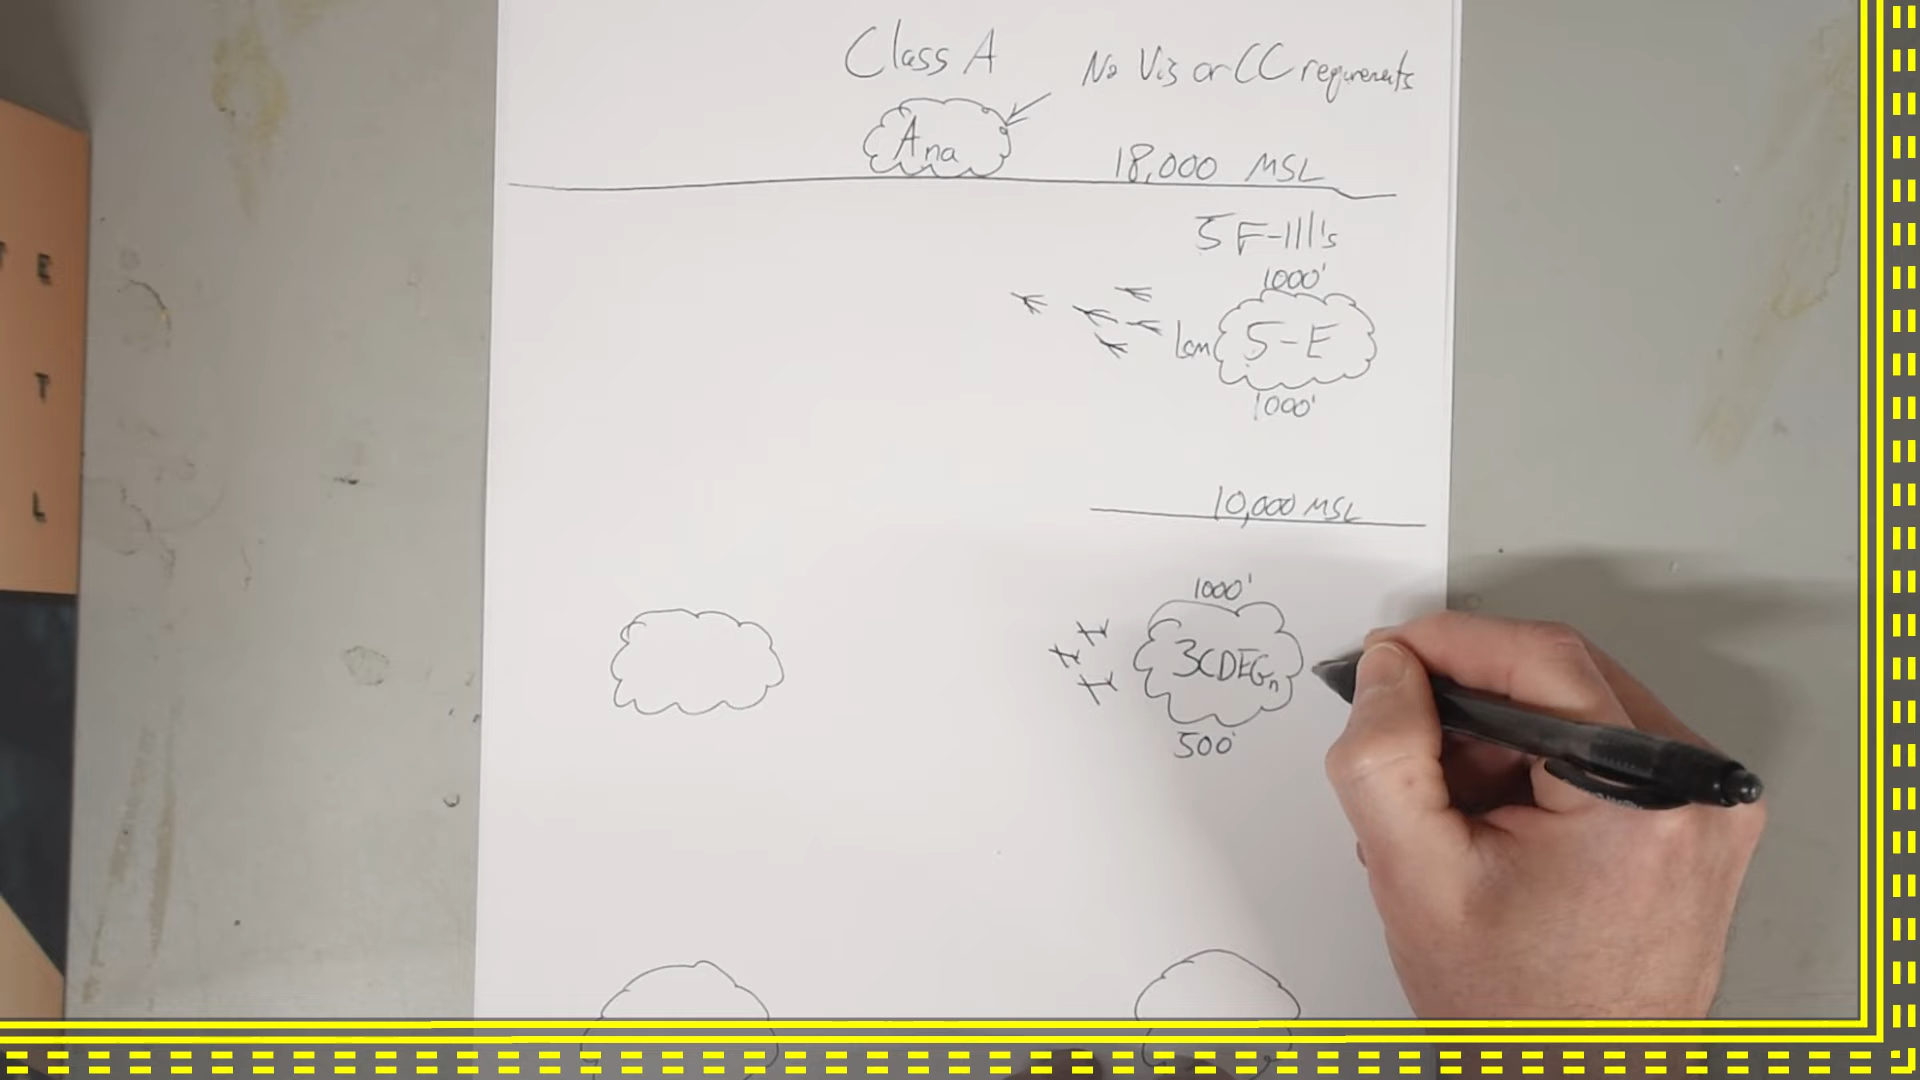 Class A
No Vis or CC requirements
Ana
18,000 MSL
5 F-111's
1000'
1sm
5-E
1000'
10,000 MSL
1000'
3CDEGn
500'
E
T
L